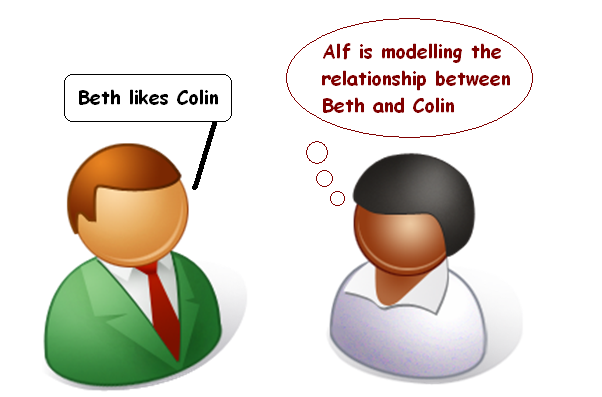 Beth likes Colin
Alf is modelling the
relationship between
Beth and Colin